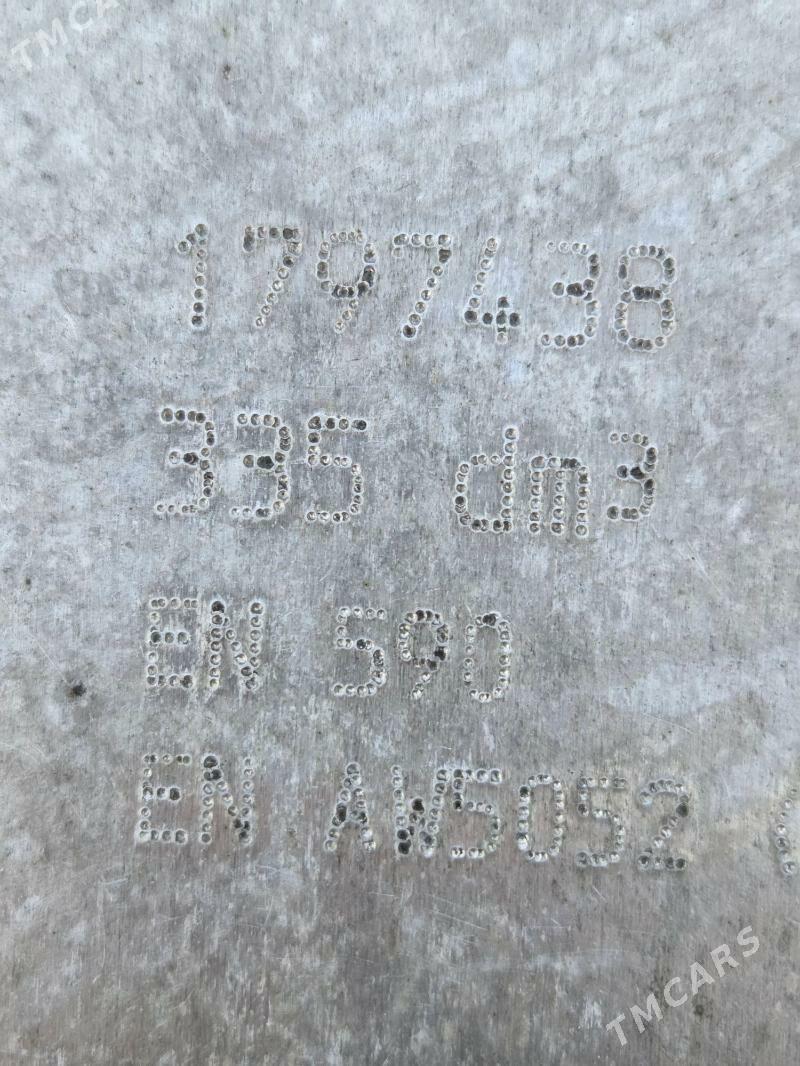 TMCARS
1797438
335 dm³
EN 590
EN AW5052 (
TMCARS